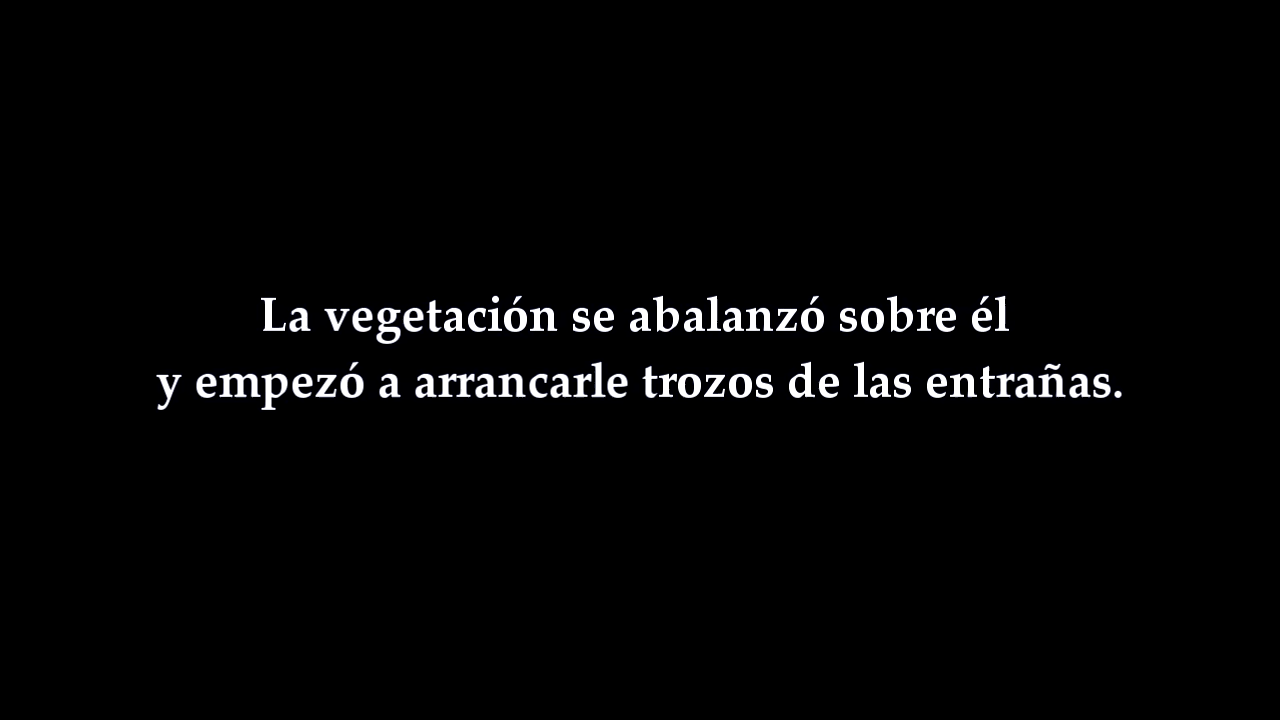 La vegetación se abalanzó sobre él
y empezó a arrancarle trozos de las entrañas.